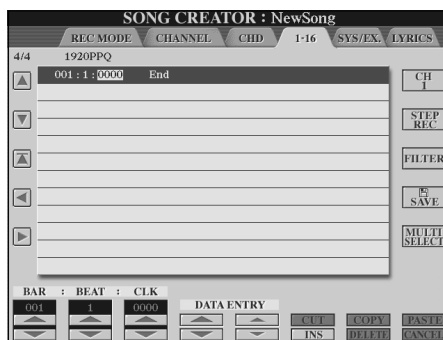 SONG CREATOR : NewSong
REC MODE CHANNEL CHD 1-16 SYS/EX. LYRICS
4/4 1920PPQ
001 : 1 : 0000 End
CH
1
STEP
REC
FILTER
SAVE
MULTI
SELECT
BAR : BEAT : CLK
DATA ENTRY
001 1 0000
CUT COPY PASTE
INS DELETE CANCEL